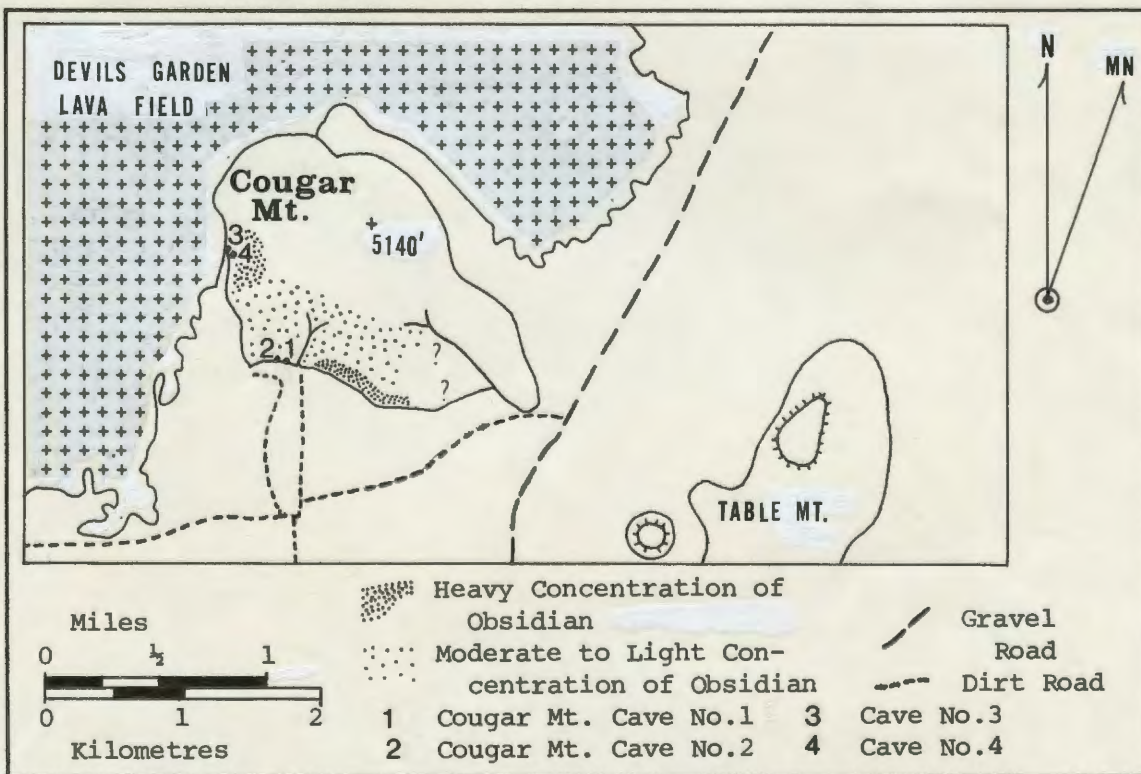 DEVILS GARDEN
LAVA FIELD
N
MN
Cougar
Mt.
5140'
3
4
2 1
?
?
TABLE MT.
Miles
0 ½ 1
0 1 2
Kilometres
Heavy Concentration of
Obsidian
Moderate to Light Con-
centration of Obsidian
1 Cougar Mt. Cave No.1
2 Cougar Mt. Cave No.2
Gravel
Road
Dirt Road
3 Cave No.3
4 Cave No.4